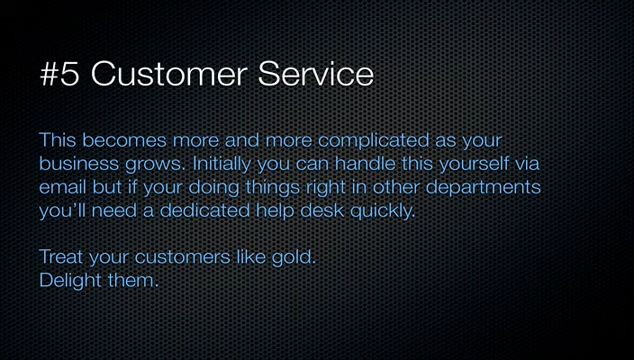 #5 Customer Service
This becomes more and more complicated as your
business grows. Initially you can handle this yourself via
email but if your doing things right in other departments
you'll need a dedicated help desk quickly.
Treat your customers like gold.
Delight them.